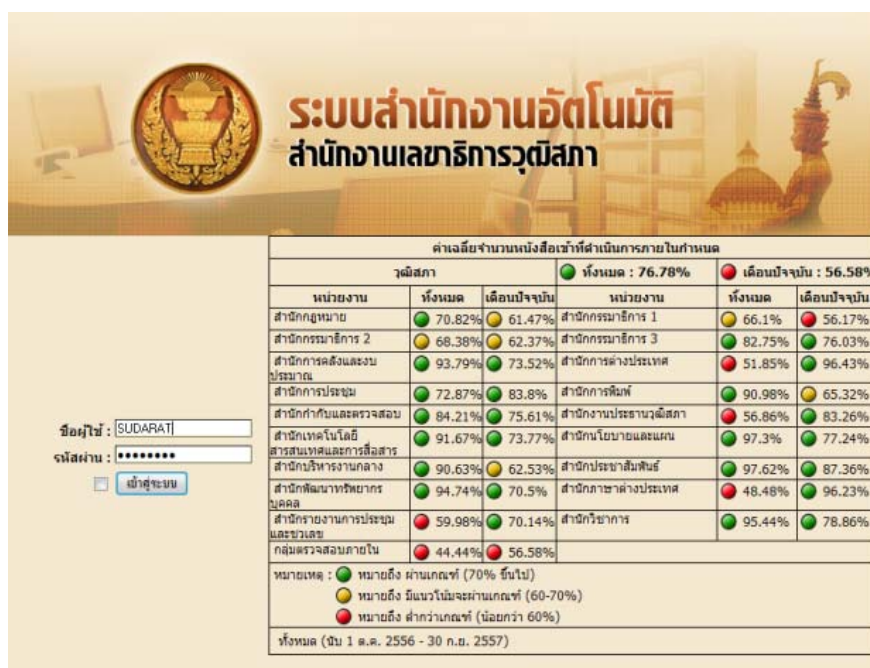 ระบบสำนักงานอัตโนมัติ
สำนักงานเลขาธิการวุฒิสภา
ค่าเฉลี่ยจำนวนหนังสือเข้าที่ดำเนินการภายในกำหนด
วุฒิสภา ทั้งหมด : 76.78% เดือนปัจจุบัน : 56.58%
หน่วยงาน ทั้งหมด เดือนปัจจุบัน หน่วยงาน ทั้งหมด เดือนปัจจุบัน
สำนักกฎหมาย 70.82% 61.47% สำนักกรรมาธิการ 1 66.1% 56.17%
สำนักกรรมาธิการ 2 68.38% 62.37% สำนักกรรมาธิการ 3 82.75% 76.03%
สำนักการคลังและงบ
ประมาณ 93.79% 73.52% สำนักการต่างประเทศ 51.85% 96.43%
สำนักการประชุม 72.87% 83.8% สำนักการพิมพ์ 90.98% 65.32%
สำนักกำกับและตรวจสอบ 84.21% 75.61% สำนักงานประธานวุฒิสภา 56.86% 83.26%
สำนักเทคโนโลยี
สารสนเทศและการสื่อสาร 91.67% 73.77% สำนักนโยบายและแผน 97.3% 77.24%
สำนักบริหารงานกลาง 90.63% 62.53% สำนักประชาสัมพันธ์ 97.62% 87.36%
สำนักพัฒนาทรัพยากร
บุคคล 94.74% 70.5% สำนักภาษาต่างประเทศ 48.48% 96.23%
สำนักรายงานการประชุม
และชวเลข 59.98% 70.14% สำนักวิชาการ 95.44% 78.86%
กลุ่มตรวจสอบภายใน 44.44% 56.58%
หมายเหตุ : หมายถึง ผ่านเกณฑ์ (70% ขึ้นไป)
หมายถึง มีแนวโน้มจะผ่านเกณฑ์ (60-70%)
หมายถึง ต่ำกว่าเกณฑ์ (น้อยกว่า 60%)
ทั้งหมด (นับ 1 ต.ค. 2556 - 30 ก.ย. 2557)
ชื่อผู้ใช้ : SUDARAT
รหัสผ่าน : ••••••••
เข้าสู่ระบบ